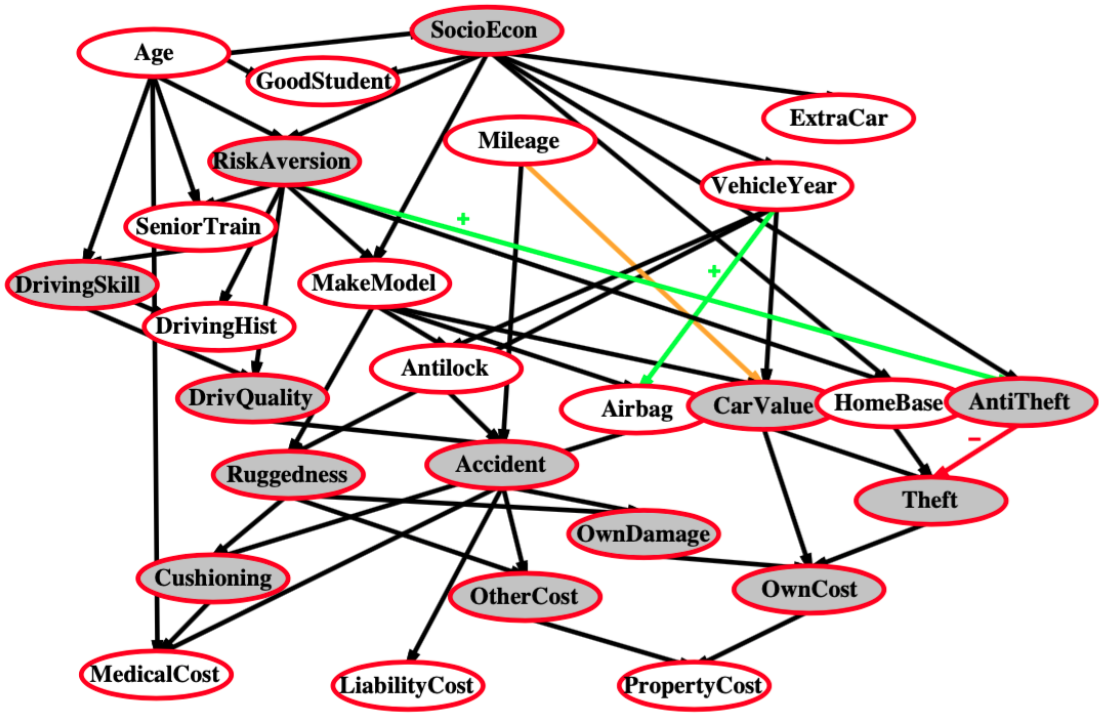 SocioEcon
Age
GoodStudent
ExtraCar
Mileage
RiskAversion
VehicleYear
+
SeniorTrain
+
DrivingSkill
MakeModel
DrivingHist
Antilock
DrivQuality
Airbag
CarValue
HomeBase
AntiTheft
−
Accident
Ruggedness
Theft
OwnDamage
Cushioning
OtherCost
OwnCost
MedicalCost
LiabilityCost
PropertyCost